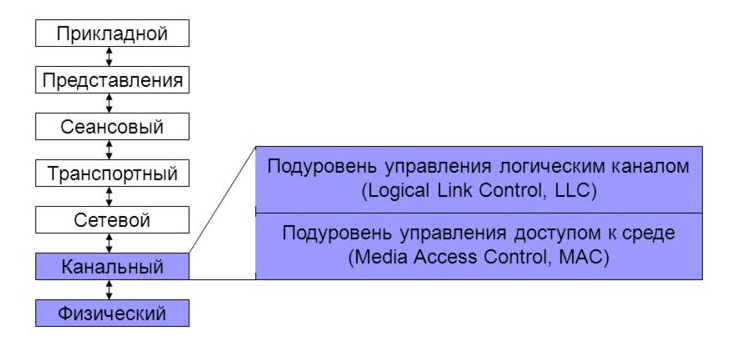 Прикладной
Представления
Сеансовый
Транспортный
Сетевой
Канальный
Физический
Подуровень управления логическим каналом
(Logical Link Control, LLC)
Подуровень управления доступом к среде
(Media Access Control, MAC)